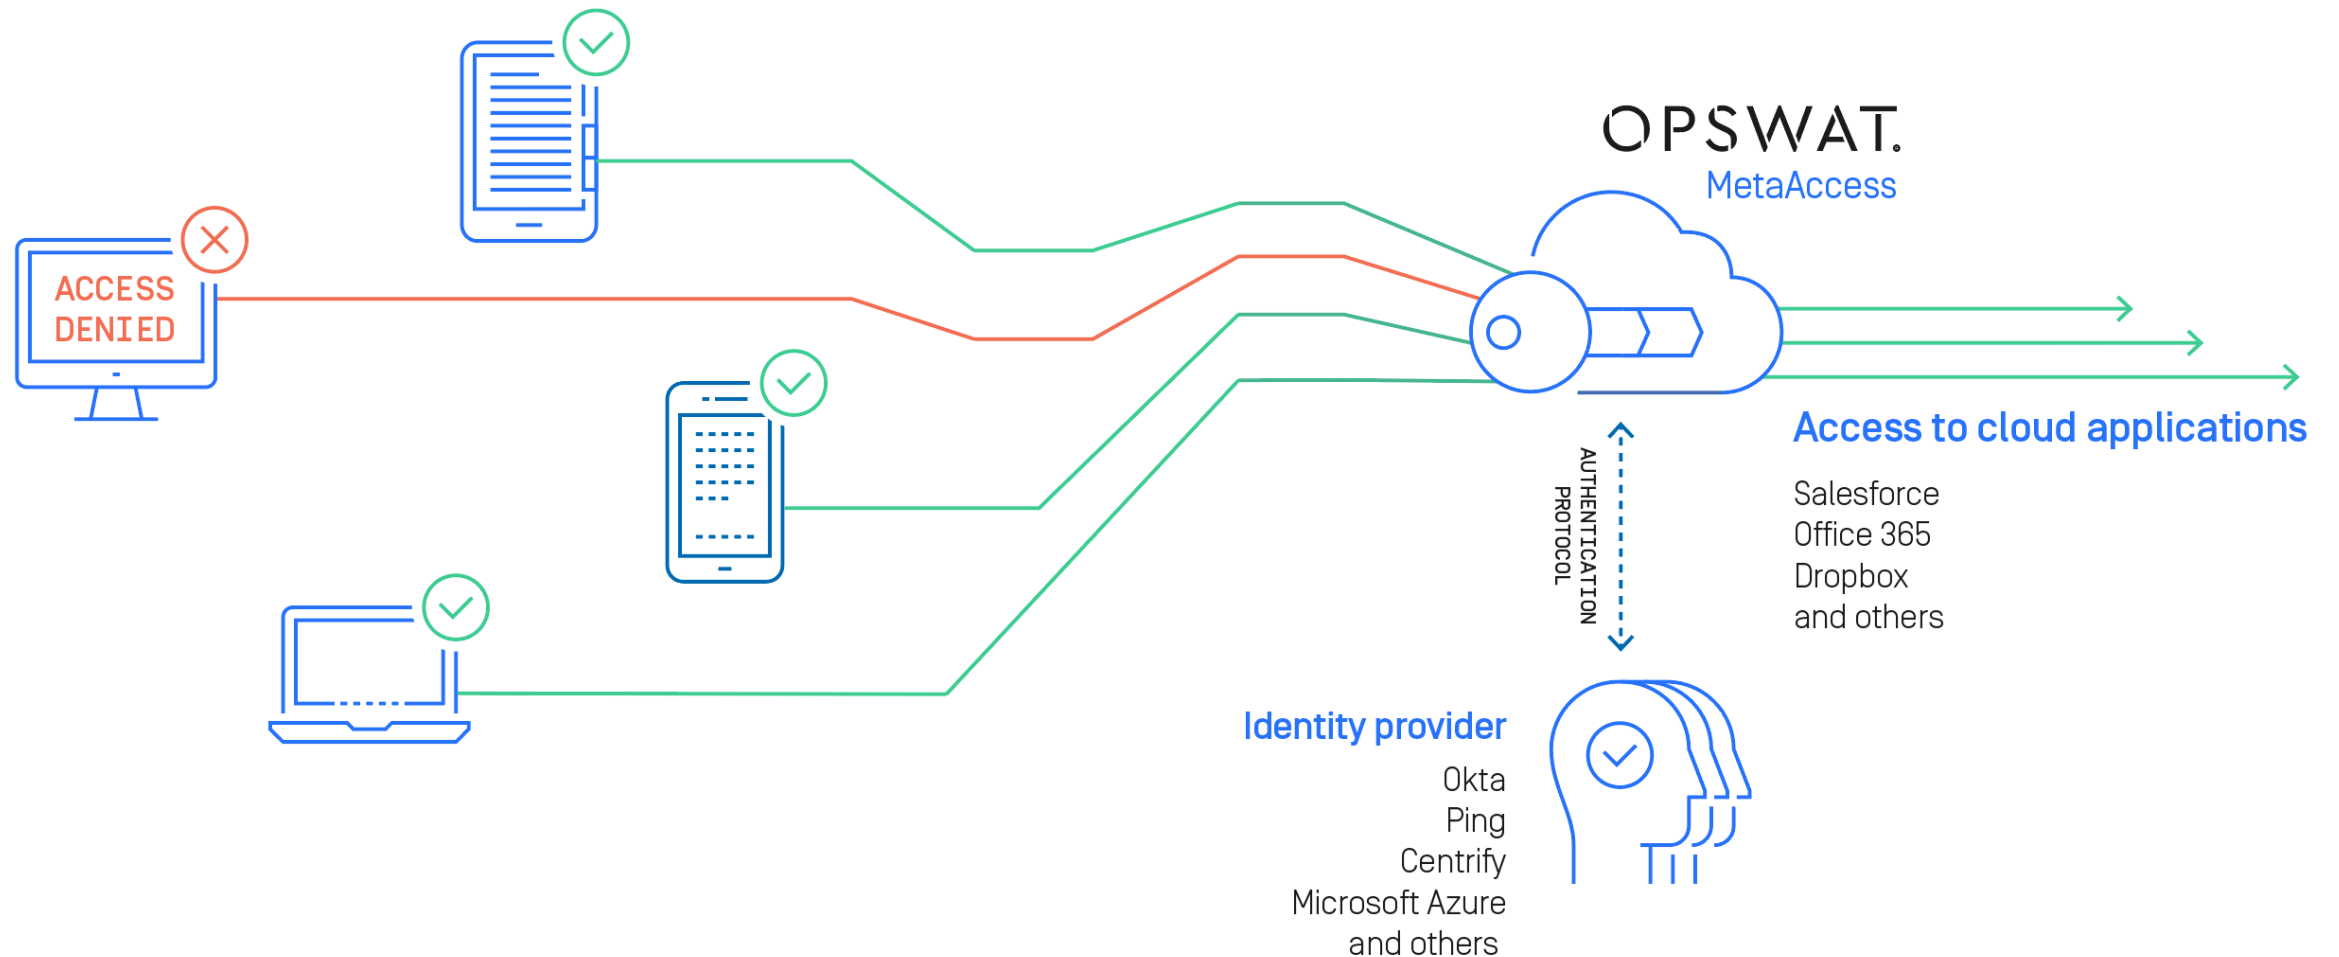 OPSWAT.
MetaAccess
ACCESS
DENIED
Access to cloud applications
Salesforce
Office 365
Dropbox
and others
AUTHENTICATION
PROTOCOL
Identity provider
Okta
Ping
Centrify
Microsoft Azure
and others